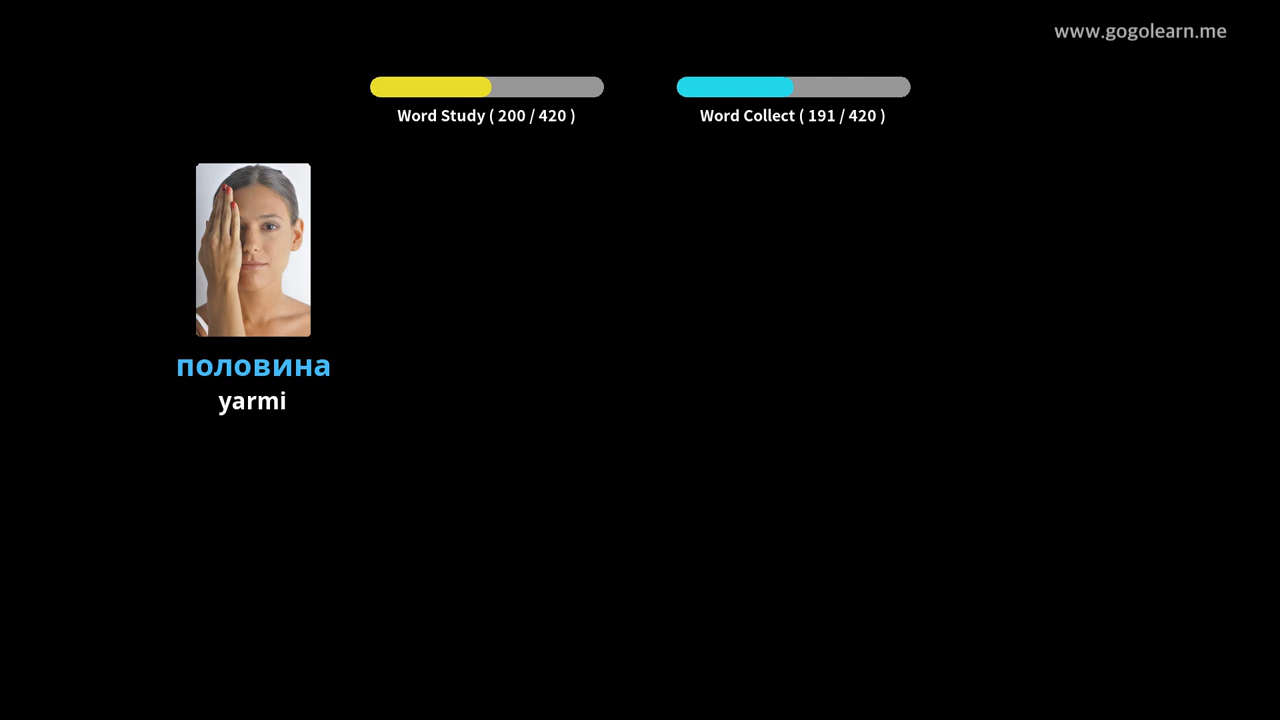 www.gogolearn.me
Word Study ( 200 / 420 )
Word Collect ( 191 / 420 )
половина
yarmi